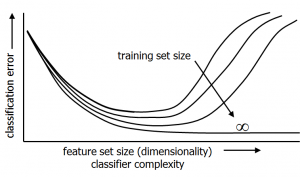 classification error
training set size
∞
feature set size (dimensionality)
classifier complexity